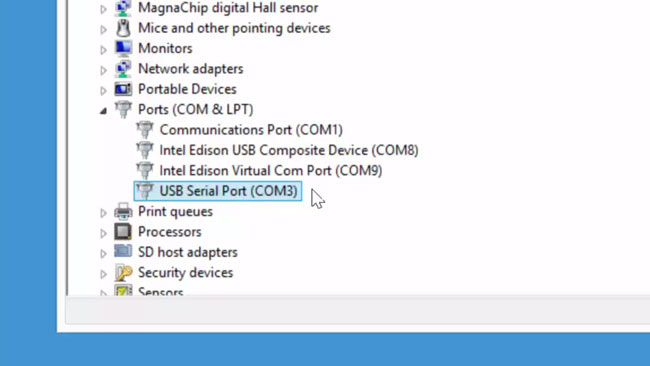 MagnaChip digital Hall sensor
Mice and other pointing devices
Monitors
Network adapters
Portable Devices
Ports (COM & LPT)
Communications Port (COM1)
Intel Edison USB Composite Device (COM8)
Intel Edison Virtual Com Port (COM9)
USB Serial Port (COM3)
Print queues
Processors
SD host adapters
Security devices
Sensors